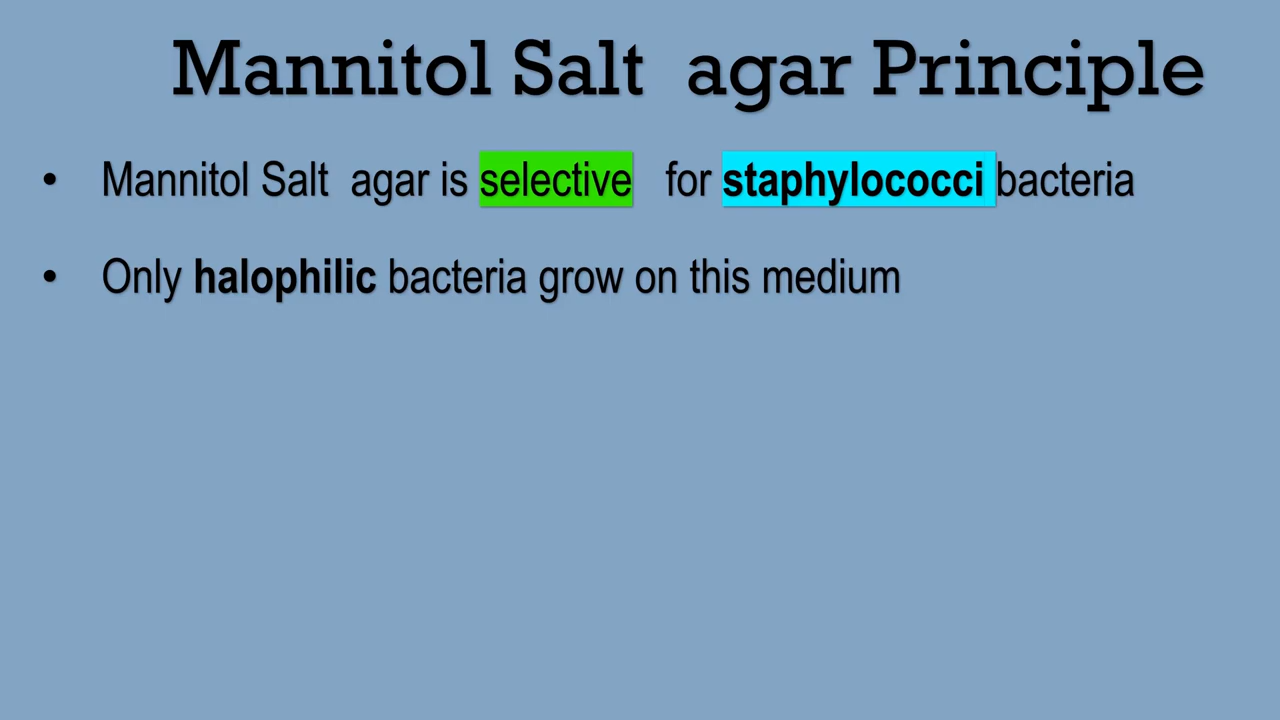 Mannitol Salt  agar Principle
• Mannitol Salt  agar is selective   for staphylococci bacteria
• Only halophilic bacteria grow on this medium